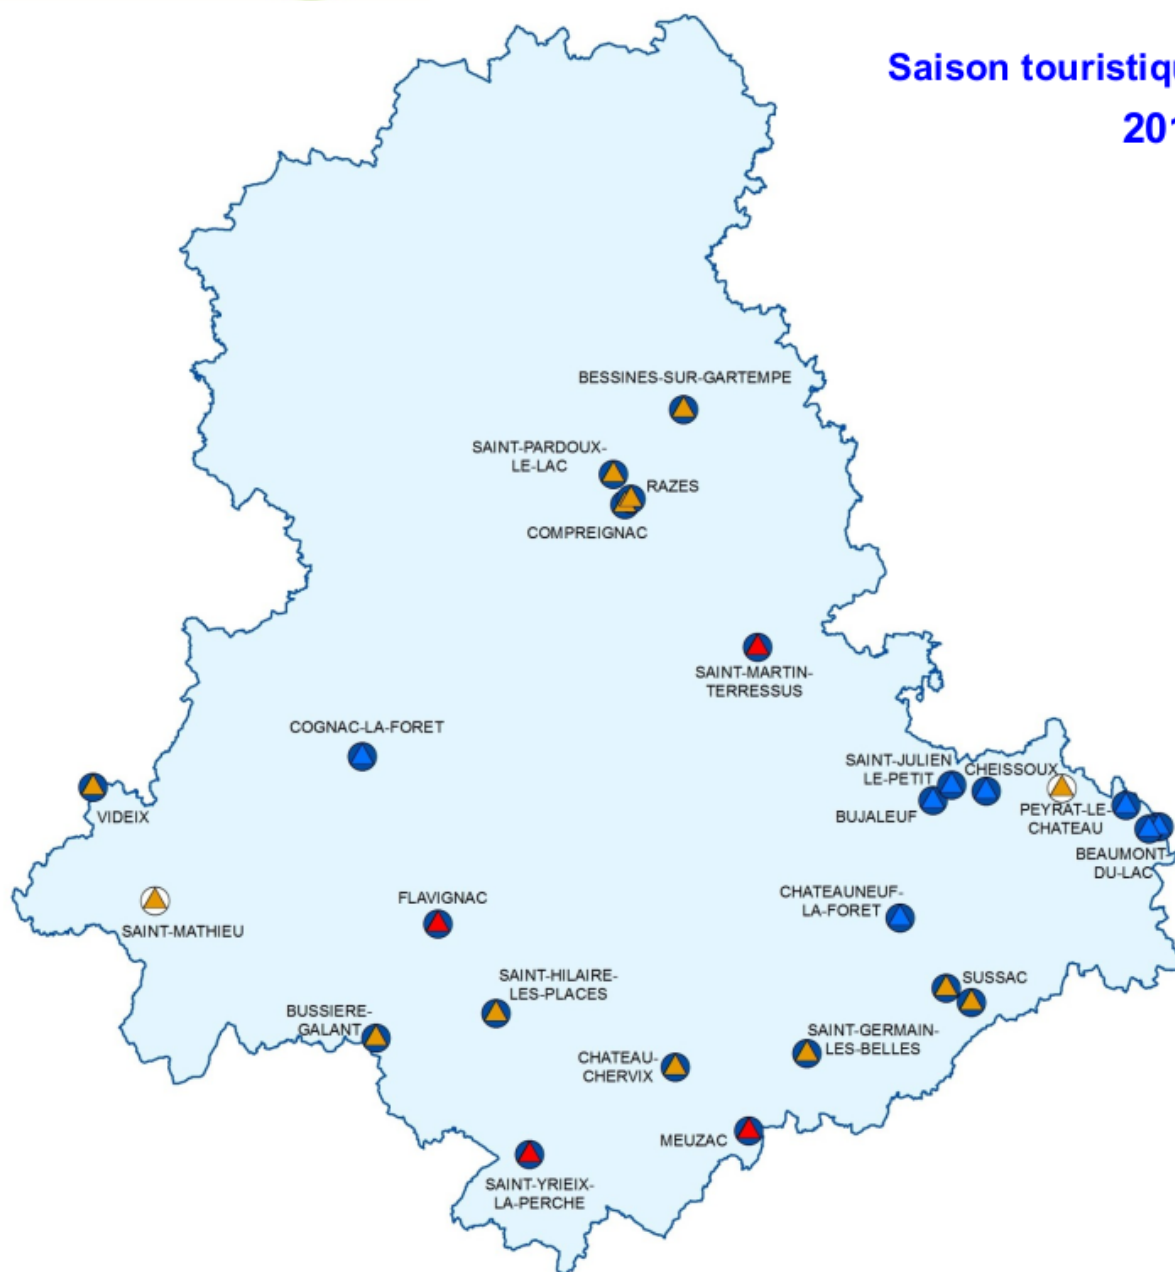 Saison touristiqu
201
BESSINES-SUR-GARTEMPE
SAINT-PARDOUX-
LE-LAC
RAZES
COMPREIGNAC
SAINT-MARTIN-
TERRESSUS
COGNAC-LA-FORET
SAINT-JULIEN
LE-PETIT
CHEISSOUX
VIDEIX
BUJALEUF
PEYRAT-LE-
CHATEAU
BEAUMONT-
DU-LAC
FLAVIGNAC
CHATEAUNEUF-
LA-FORET
SAINT-MATHIEU
SAINT-HILAIRE-
LES-PLACES
SUSSAC
BUSSIERE-
GALANT
SAINT-GERMAIN-
LES-BELLES
CHATEAU-
CHERVIX
MEUZAC
SAINT-YRIEIX-
LA-PERCHE